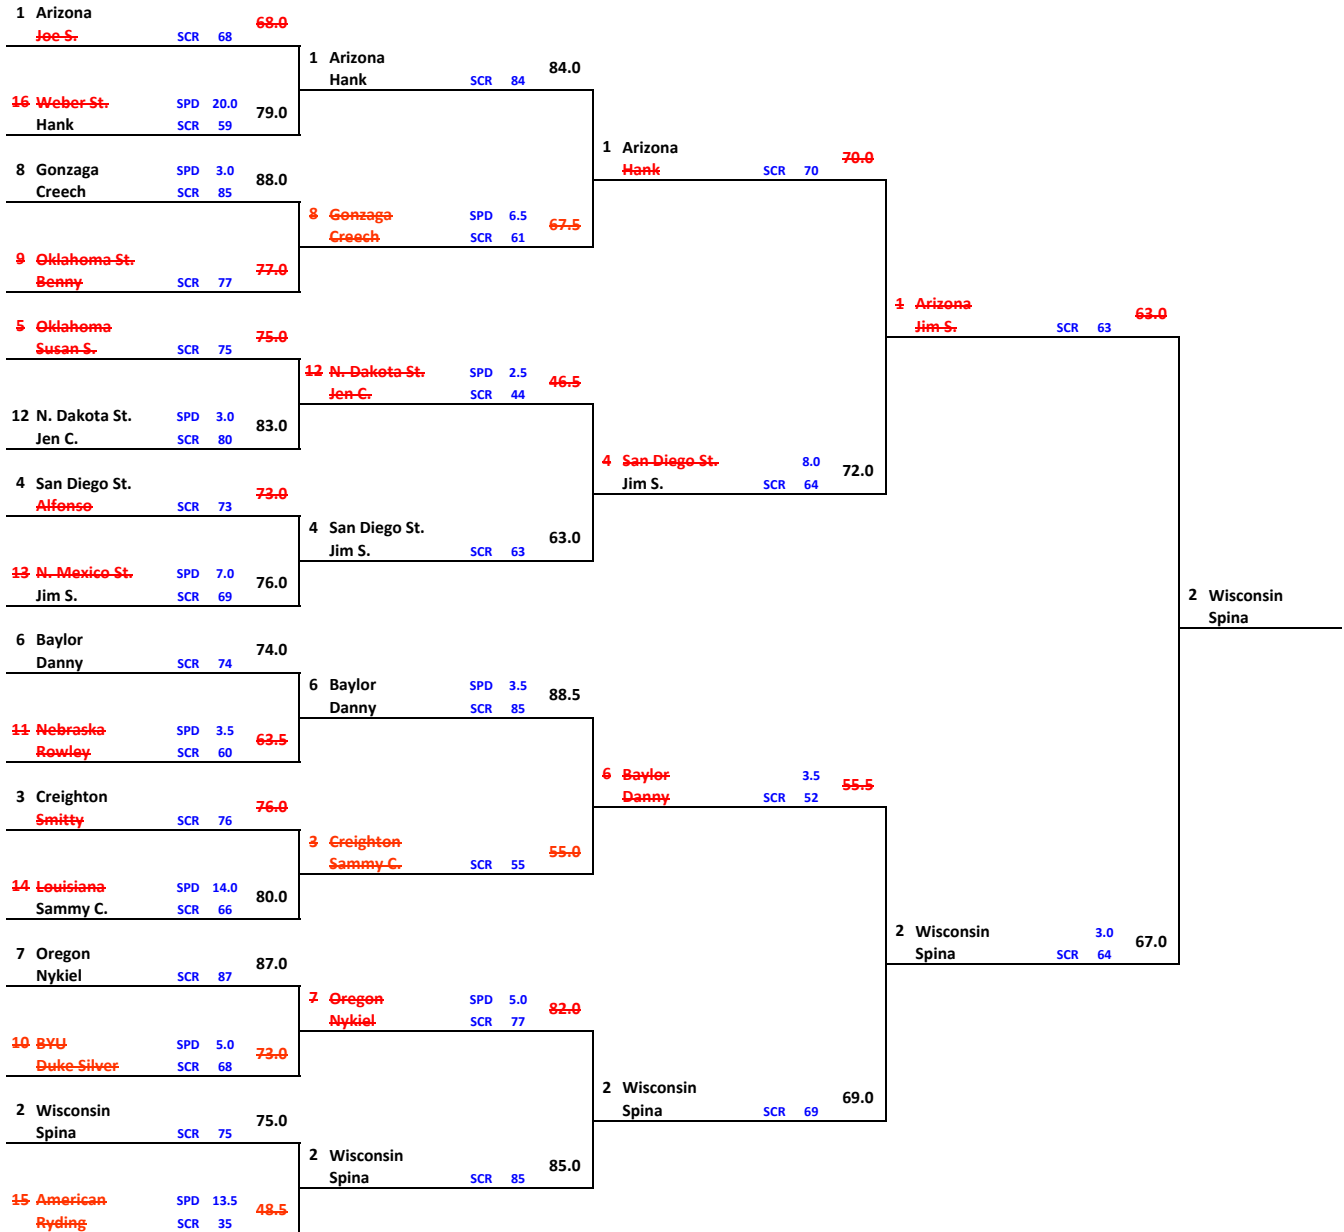 1 Arizona 68.0
Joe S. SCR 68
16 Weber St. SPD 20.0 79.0
Hank SCR 59
8 Gonzaga SPD 3.0 88.0
Creech SCR 85
9 Oklahoma St. 77.0
Benny SCR 77
5 Oklahoma 75.0
Susan S. SCR 75
12 N. Dakota St. SPD 3.0 83.0
Jen C. SCR 80
4 San Diego St. 73.0
Alfonso SCR 73
13 N. Mexico St. SPD 7.0 76.0
Jim S. SCR 69
6 Baylor 74.0
Danny SCR 74
11 Nebraska SPD 3.5 63.5
Rowley SCR 60
3 Creighton 76.0
Smitty SCR 76
14 Louisiana SPD 14.0 80.0
Sammy C. SCR 66
7 Oregon 87.0
Nykiel SCR 87
10 BYU SPD 5.0 73.0
Duke Silver SCR 68
2 Wisconsin 75.0
Spina SCR 75
15 American SPD 13.5 48.5
Ryding SCR 35
1 Arizona 84.0
Hank SCR 84
8 Gonzaga SPD 6.5 67.5
Creech SCR 61
12 N. Dakota St. SPD 2.5 46.5
Jen C. SCR 44
4 San Diego St. 63.0
Jim S. SCR 63
6 Baylor SPD 3.5 88.5
Danny SCR 85
3 Creighton 55.0
Sammy C. SCR 55
7 Oregon SPD 5.0 82.0
Nykiel SCR 77
2 Wisconsin 85.0
Spina SCR 85
1 Arizona 70.0
Hank SCR 70
4 San Diego St. 8.0 72.0
Jim S. SCR 64
6 Baylor 3.5 55.5
Danny SCR 52
2 Wisconsin 69.0
Spina SCR 69
1 Arizona 63.0
Jim S. SCR 63
2 Wisconsin 3.0 67.0
Spina SCR 64
2 Wisconsin
Spina